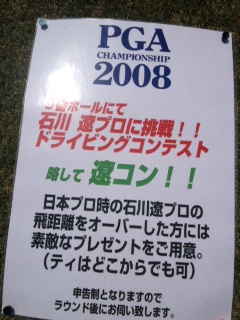 PGA
CHAMPIONSHIP
2008
番ホールにて
石川 遼プロに挑戦!!
ドライビングコンテスト
略して 遼コン!!
日本プロ時の石川遼プロの
飛距離をオーバーした方には
素敵なプレゼントをご用意。
(ティはどこからでも可)
申告制となりますので
ラウンド後にお伺い致します。